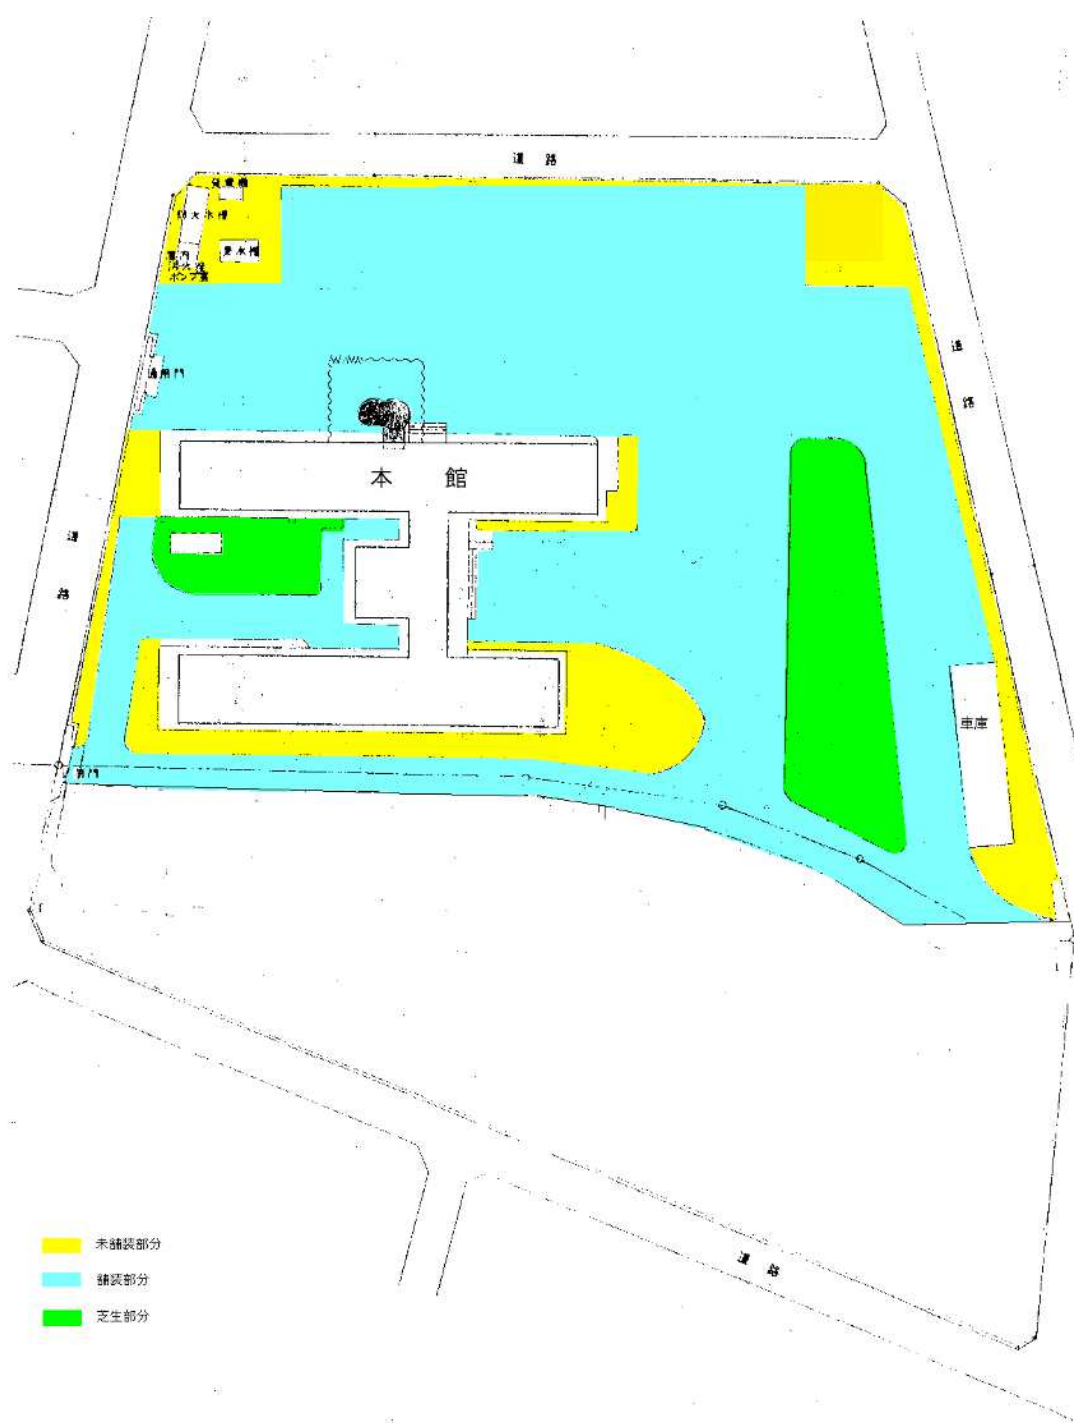 道路
発電機
防火水槽
受水槽
屋内
消火栓
ポンプ室
通用門
道路
本館
道路
車庫
正門
道路
未舗装部分
舗装部分
芝生部分